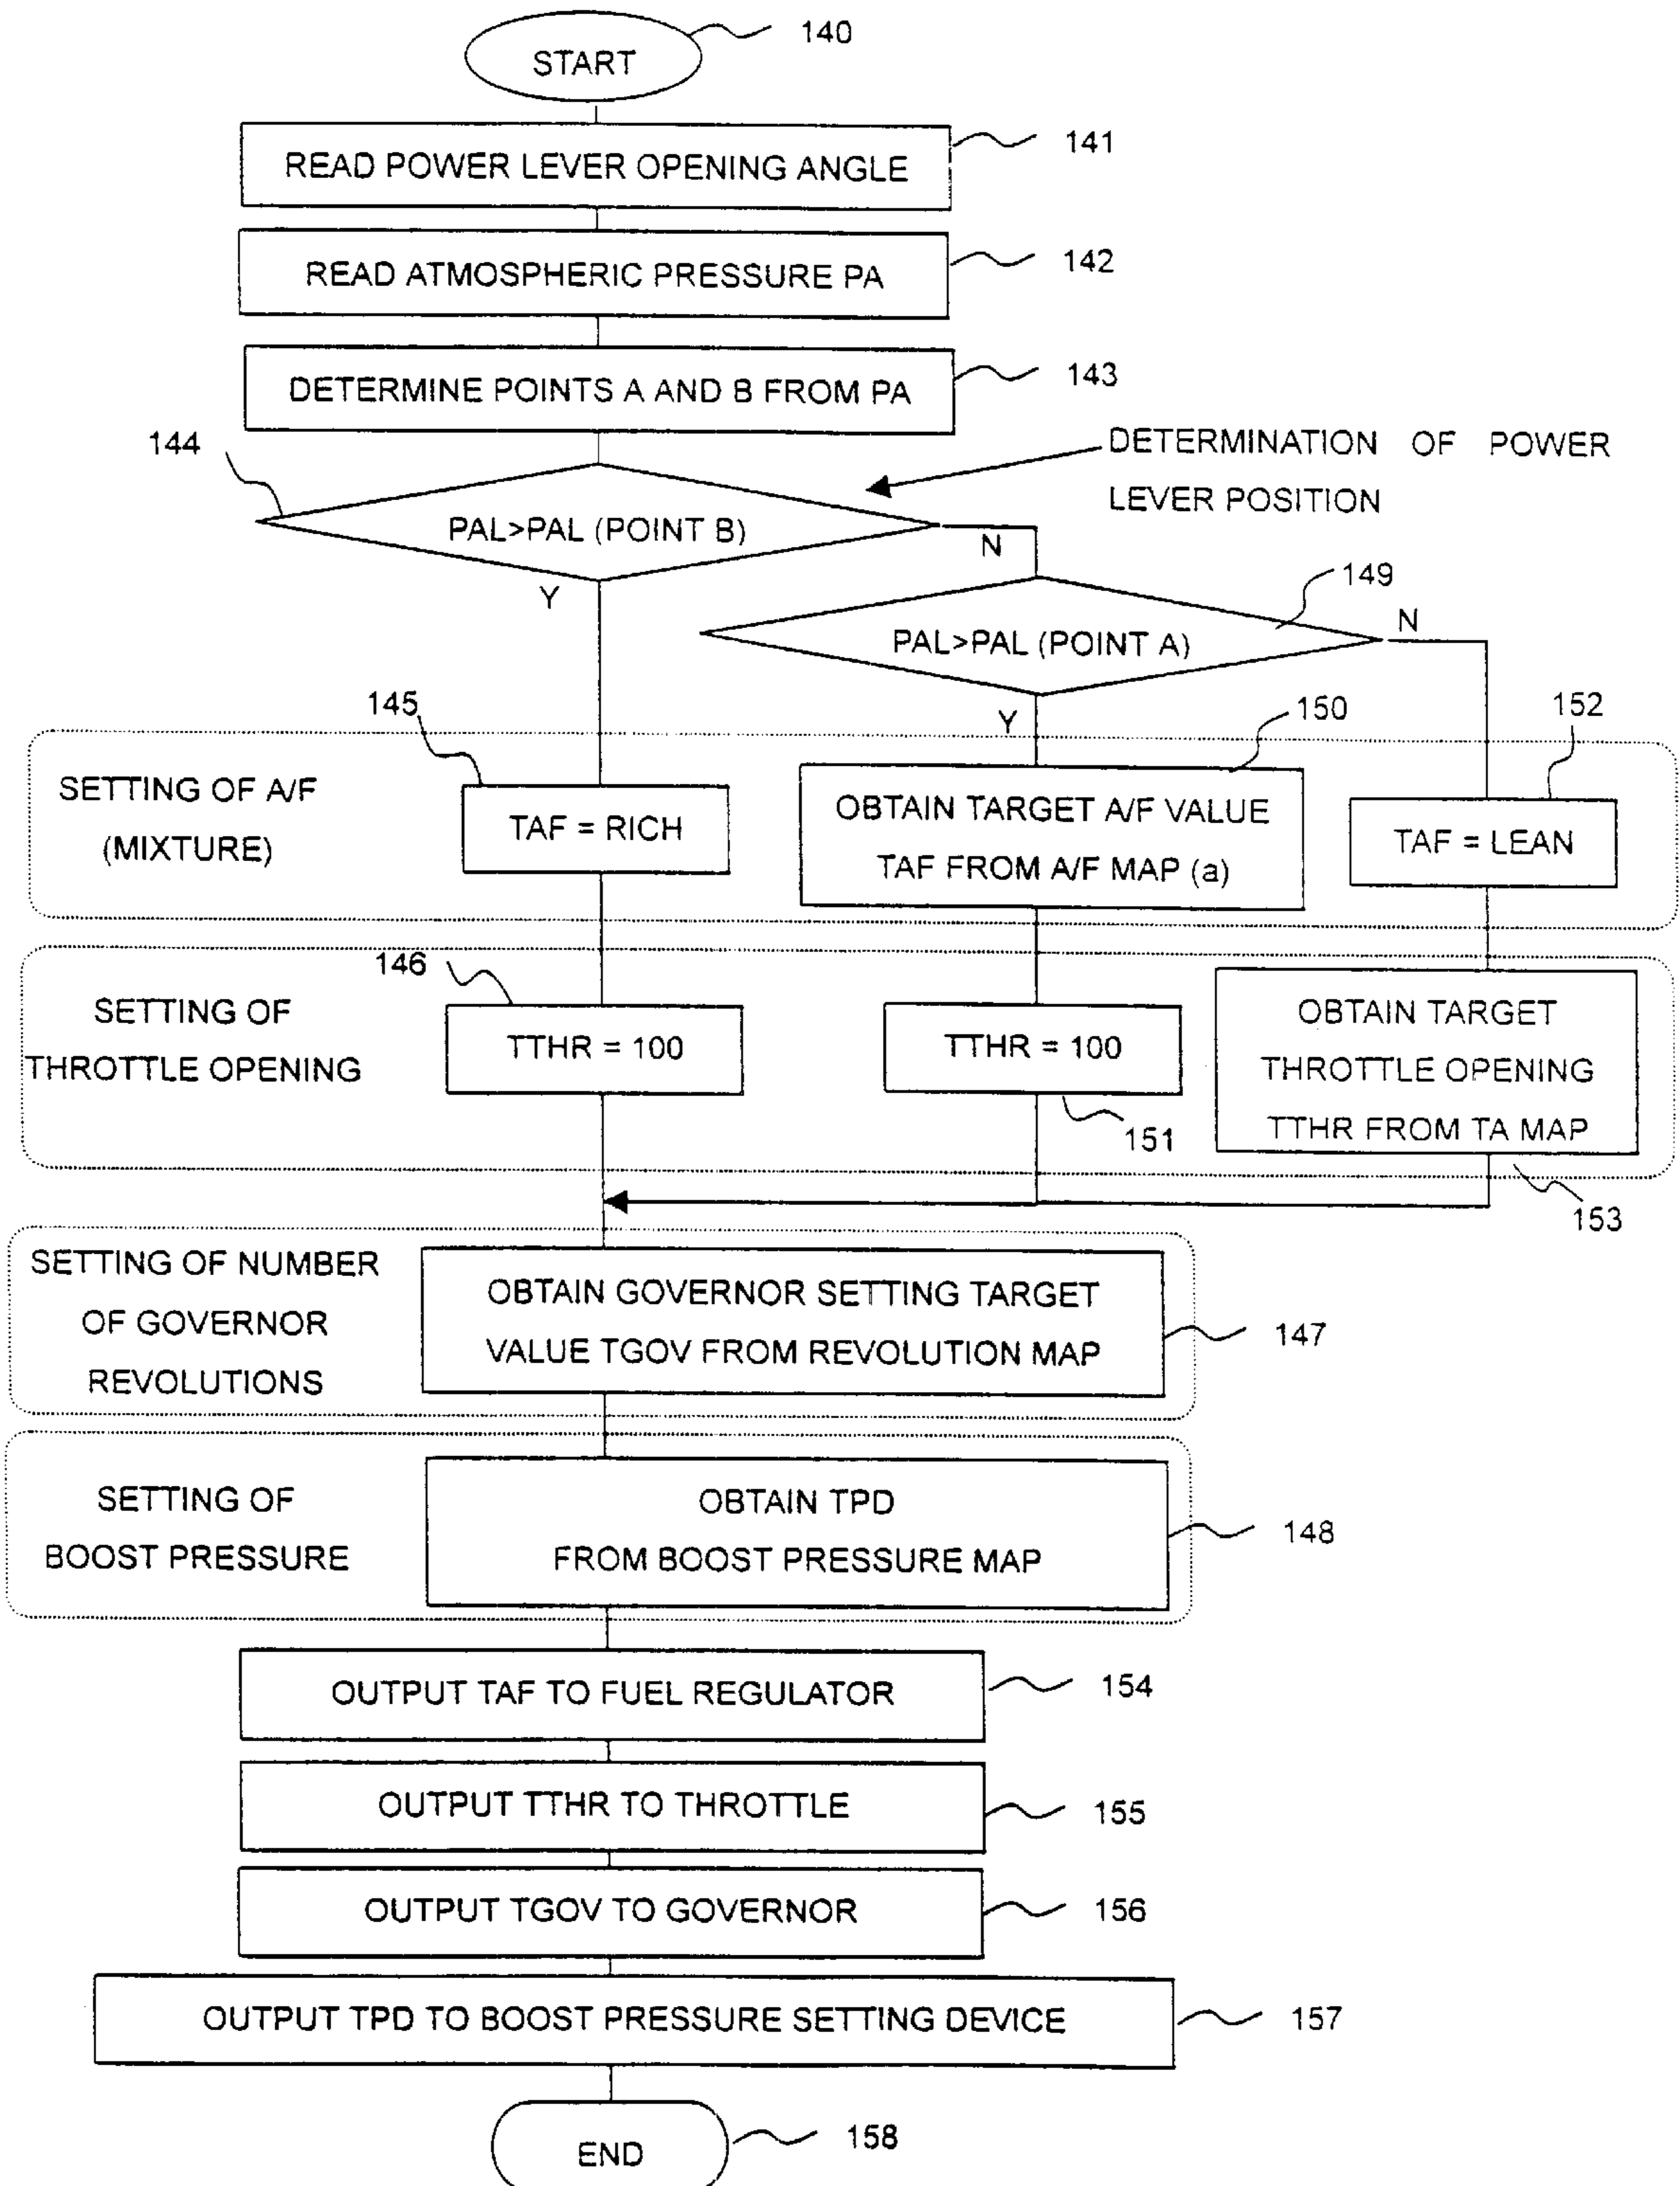 START
140
READ POWER LEVER OPENING ANGLE
141
READ ATMOSPHERIC PRESSURE PA
142
DETERMINE POINTS A AND B FROM PA
143
144
DETERMINATION OF POWER
LEVER POSITION
PAL>PAL (POINT B)
N
Y
149
PAL>PAL (POINT A)
N
Y
145
150
152
SETTING OF A/F
(MIXTURE)
TAF = RICH
OBTAIN TARGET A/F VALUE
TAF FROM A/F MAP (a)
TAF = LEAN
146
SETTING OF
THROTTLE OPENING
TTHR = 100
TTHR = 100
151
OBTAIN TARGET
THROTTLE OPENING
TTHR FROM TA MAP
153
SETTING OF NUMBER
OF GOVERNOR
REVOLUTIONS
OBTAIN GOVERNOR SETTING TARGET
VALUE TGOV FROM REVOLUTION MAP
147
SETTING OF
BOOST PRESSURE
OBTAIN TPD
FROM BOOST PRESSURE MAP
148
OUTPUT TAF TO FUEL REGULATOR
154
OUTPUT TTHR TO THROTTLE
155
OUTPUT TGOV TO GOVERNOR
156
OUTPUT TPD TO BOOST PRESSURE SETTING DEVICE
157
END
158